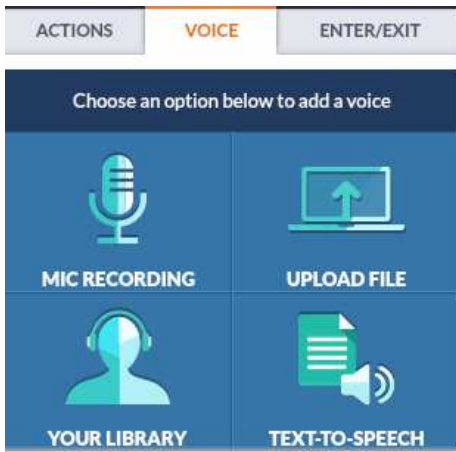 ACTIONS VOICE ENTER/EXIT
Choose an option below to add a voice
MIC RECORDING UPLOAD FILE
YOUR LIBRARY TEXT-TO-SPEECH